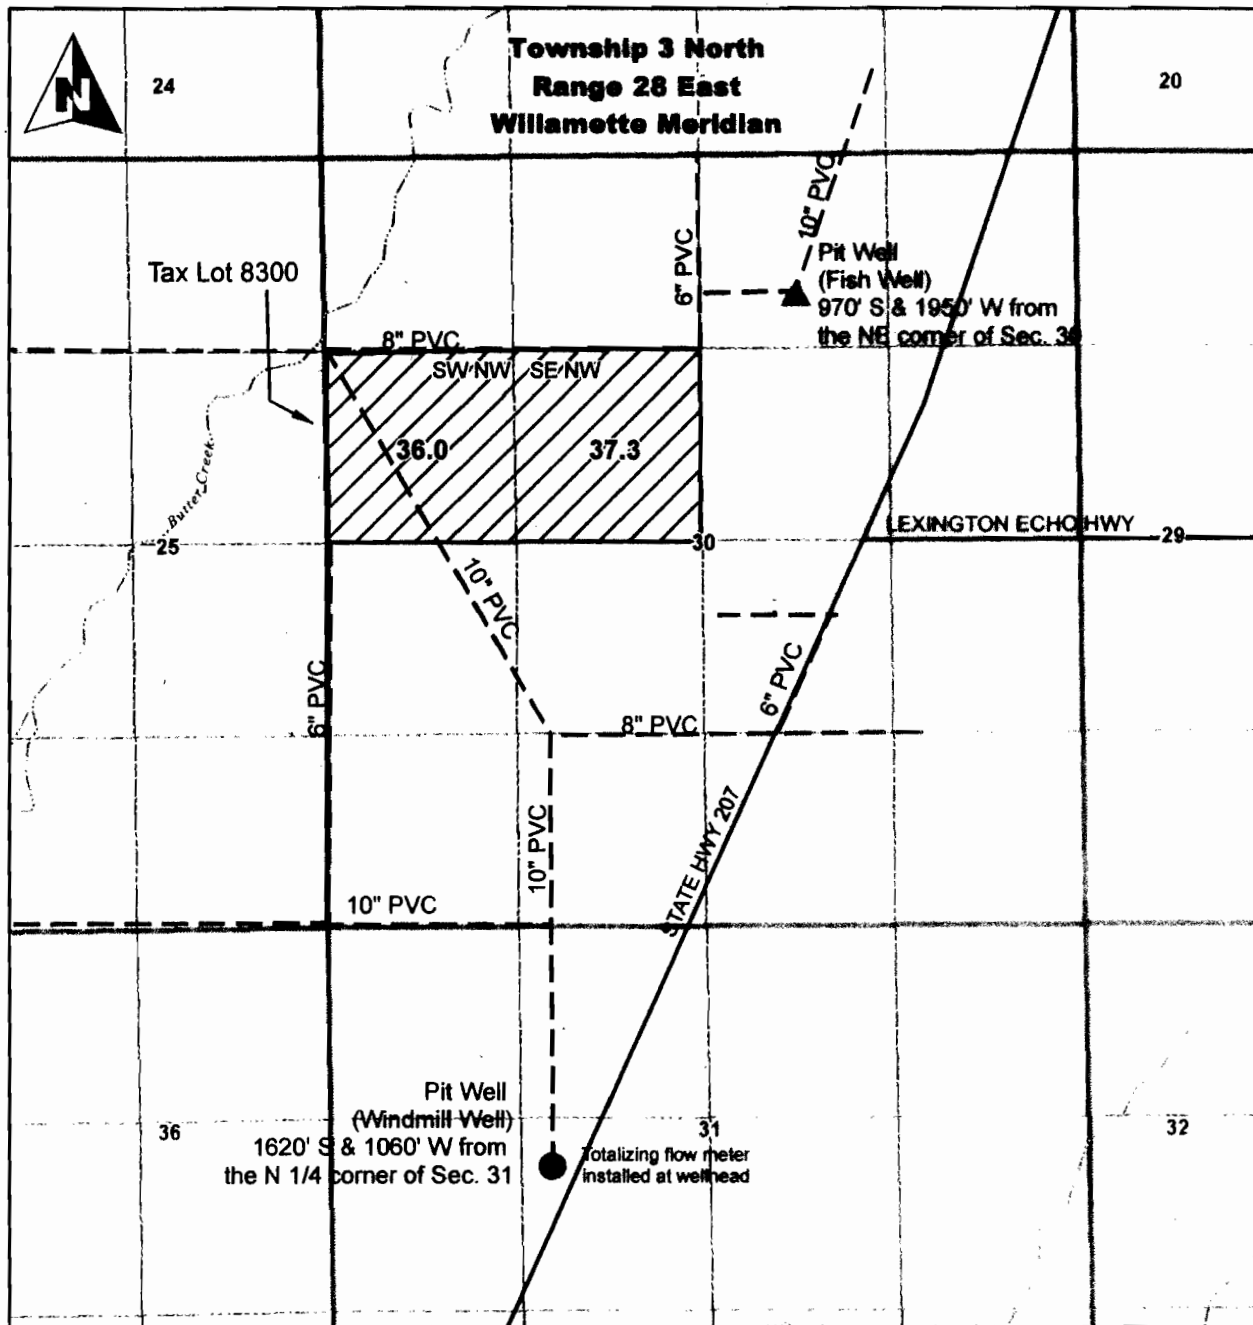 Township 3 North
Range 28 East
Willamette Meridian
N
24
20
10" PVC
6" PVC
Pit Well
(Fish Well)
970' S & 1950' W from
the NE corner of Sec. 30
Tax Lot 8300
8" PVC
SW NW
SE NW
36.0
37.3
Butter Creek
25
30
LEXINGTON ECHO HWY
29
10" PVC
6" PVC
6" PVC
8" PVC
10" PVC
STATE HWY 207
10" PVC
Pit Well
(Windmill Well)
1620' S & 1060' W from
the N 1/4 corner of Sec. 31
36
31
32
Totalizing flow meter
installed at wellhead